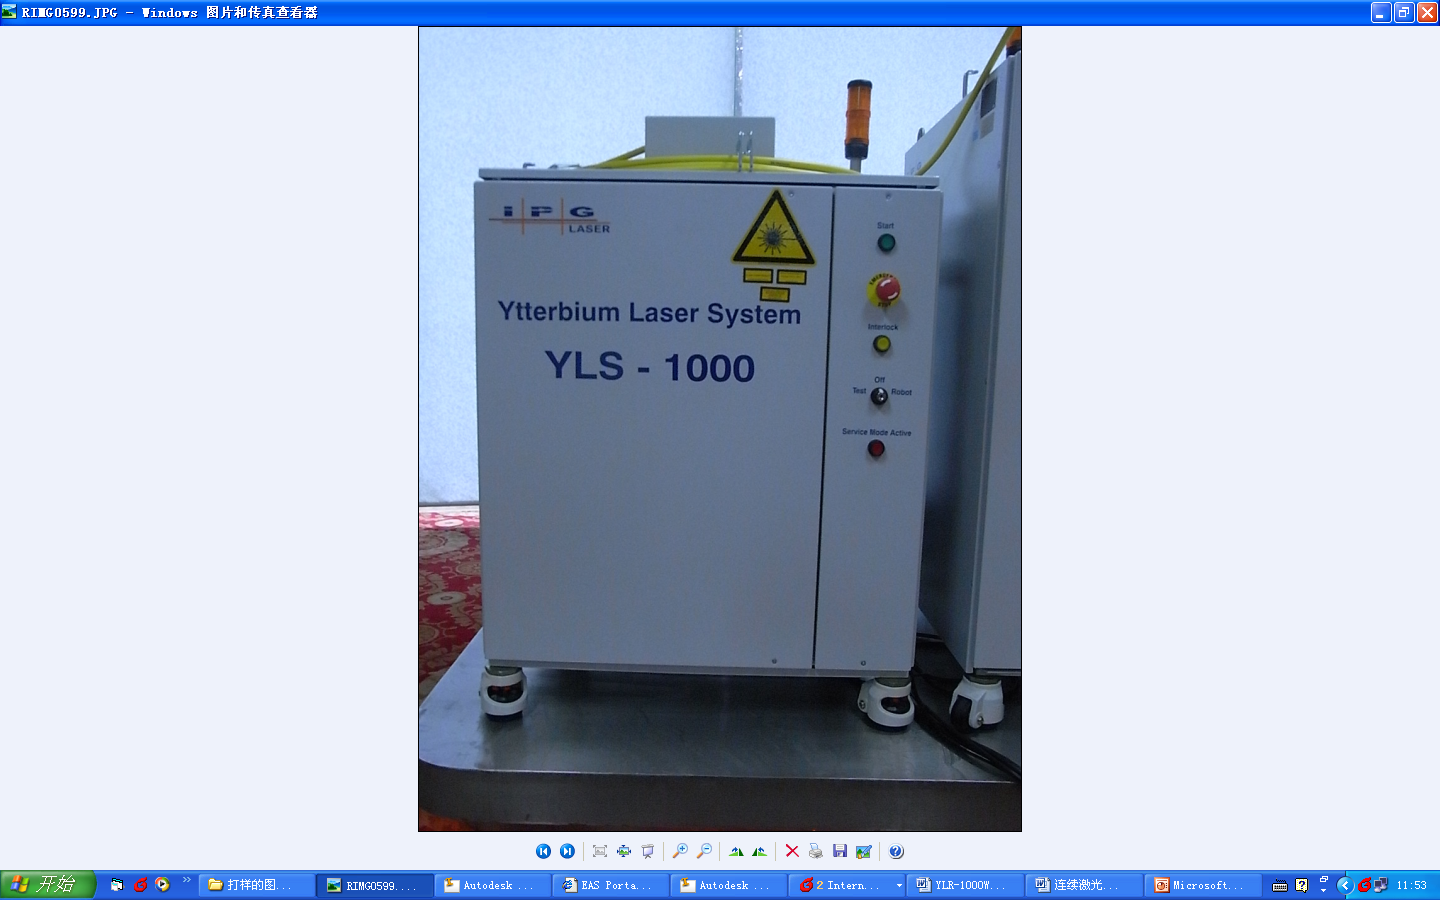 RIMG0599.JPG - Windows 图片和传真查看器
I P G
LASER
Ytterbium Laser System
YLS - 1000
Start
EMERGENCY
STOP
Interlock
Off
Test
Robot
Service Mode Active
开始
打样的图...
RIMG0599....
Autodesk ...
EAS Porta...
Autodesk ...
2 Intern...
YLR-1000W...
连续激光...
Microsoft...
11:53